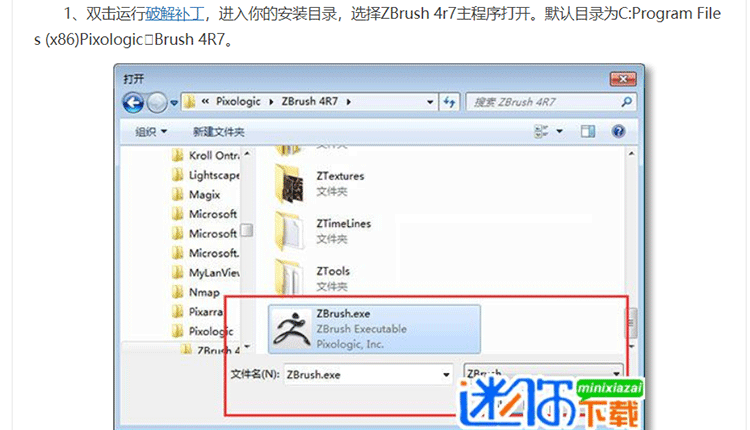 1、双击运行破解补丁，进入你的安装目录，选择ZBrush 4r7主程序打开。默认目录为C:Program File
s (x86)Pixologic□Brush 4R7。
打开
« Pixologic ▸ ZBrush 4R7 ▸
搜索 ZBrush 4R7
组织 新建文件夹
Kroll Ontra
Lightscape
Magix
Microsoft
Microsoft
Microsoft.
MyLanView
Nmap
Pixarra
Pixologic
ZBrush 4
ZTextures
文件夹
ZTimeLines
文件夹
ZTools
文件夹
ZBrush.exe
ZBrush Executable
Pixologic, Inc.
文件名(N): ZBrush.exe
ZBrush
迷你下载
minixiazai